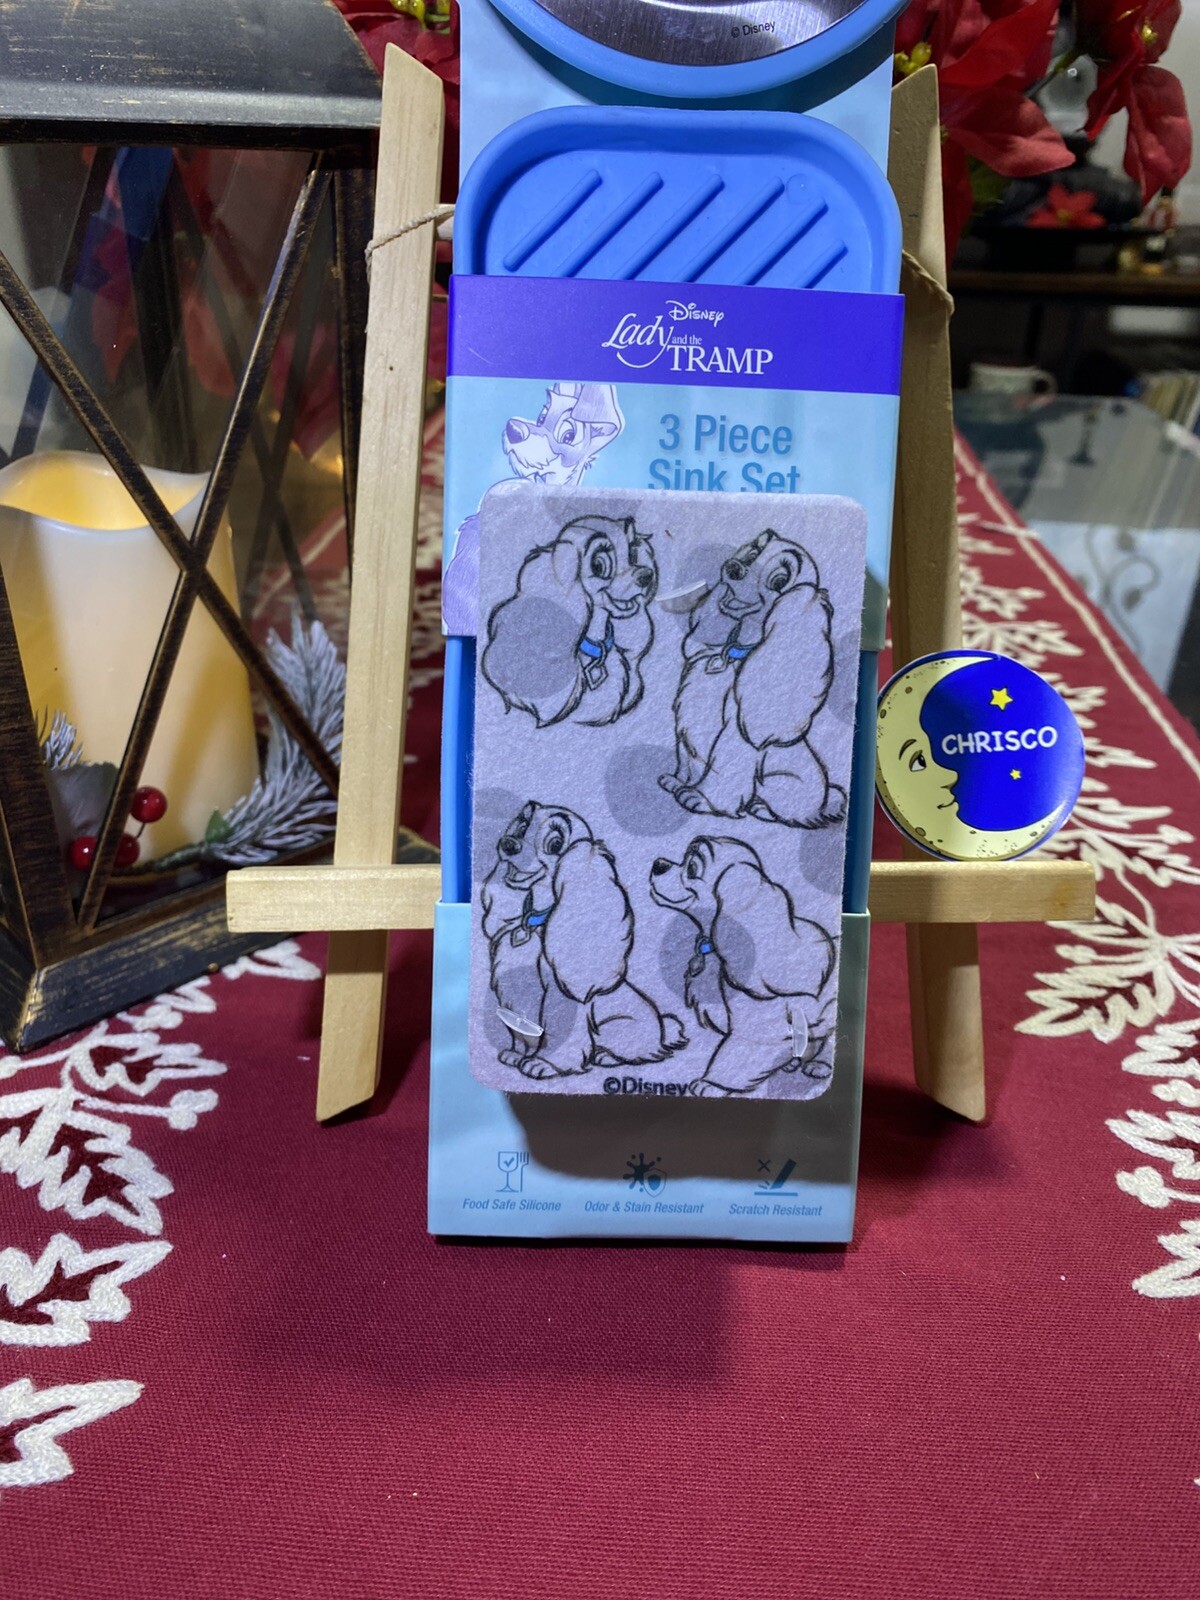 © Disney
Disney
Lady and the
TRAMP
3 Piece
Sink Set
CHRISCO
©Disney
Food Safe Silicone
Odor & Stain Resistant
Scratch Resistant